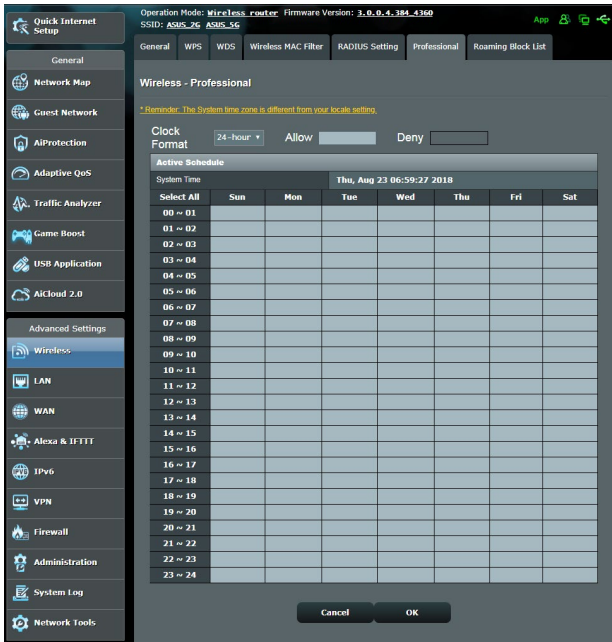 Quick Internet
Setup
General
Network Map
Guest Network
AiProtection
Adaptive QoS
Traffic Analyzer
Game Boost
USB Application
AiCloud 2.0
Advanced Settings
Wireless
LAN
WAN
Alexa & IFTTT
IPv6
VPN
Firewall
Administration
System Log
Network Tools
Operation Mode: Wireless router Firmware Version: 3.0.0.4.384_4360
SSID: ASUS_2G ASUS_5G
App
General WPS WDS Wireless MAC Filter RADIUS Setting Professional Roaming Block List
Wireless - Professional
* Reminder: The System time zone is different from your locale setting.
Clock
Format
24-hour
Allow
Deny
Active Schedule
System Time Thu, Aug 23 06:59:27 2018
Select All Sun Mon Tue Wed Thu Fri Sat
00 ~ 01
01 ~ 02
02 ~ 03
03 ~ 04
04 ~ 05
05 ~ 06
06 ~ 07
07 ~ 08
08 ~ 09
09 ~ 10
10 ~ 11
11 ~ 12
12 ~ 13
13 ~ 14
14 ~ 15
15 ~ 16
16 ~ 17
17 ~ 18
18 ~ 19
19 ~ 20
20 ~ 21
21 ~ 22
22 ~ 23
23 ~ 24
Cancel OK